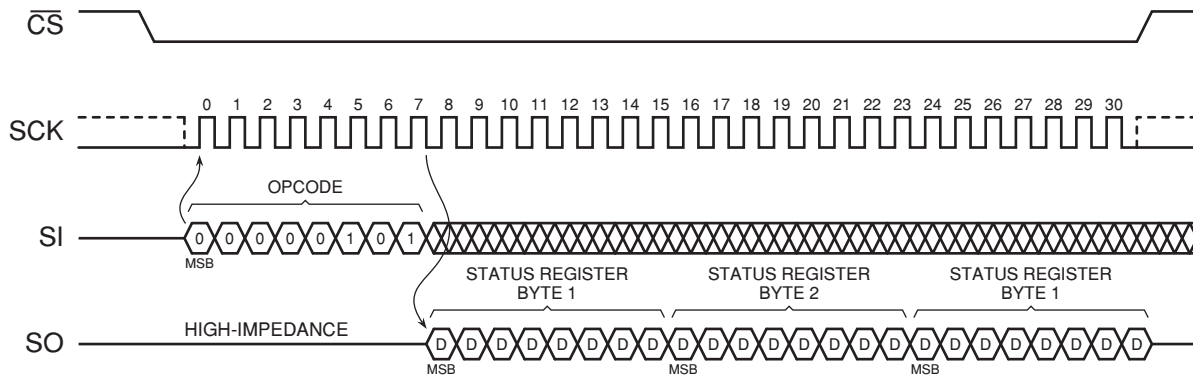 CS
0 1 2 3 4 5 6 7 8 9 10 11 12 13 14 15 16 17 18 19 20 21 22 23 24 25 26 27 28 29 30
SCK
OPCODE
SI 0 0 0 0 0 1 0 1
MSB
STATUS REGISTER BYTE 1
STATUS REGISTER BYTE 2
STATUS REGISTER BYTE 1
HIGH-IMPEDANCE
SO D D D D D D D D D D D D D D D D D D D D D D D D
MSB MSB MSB